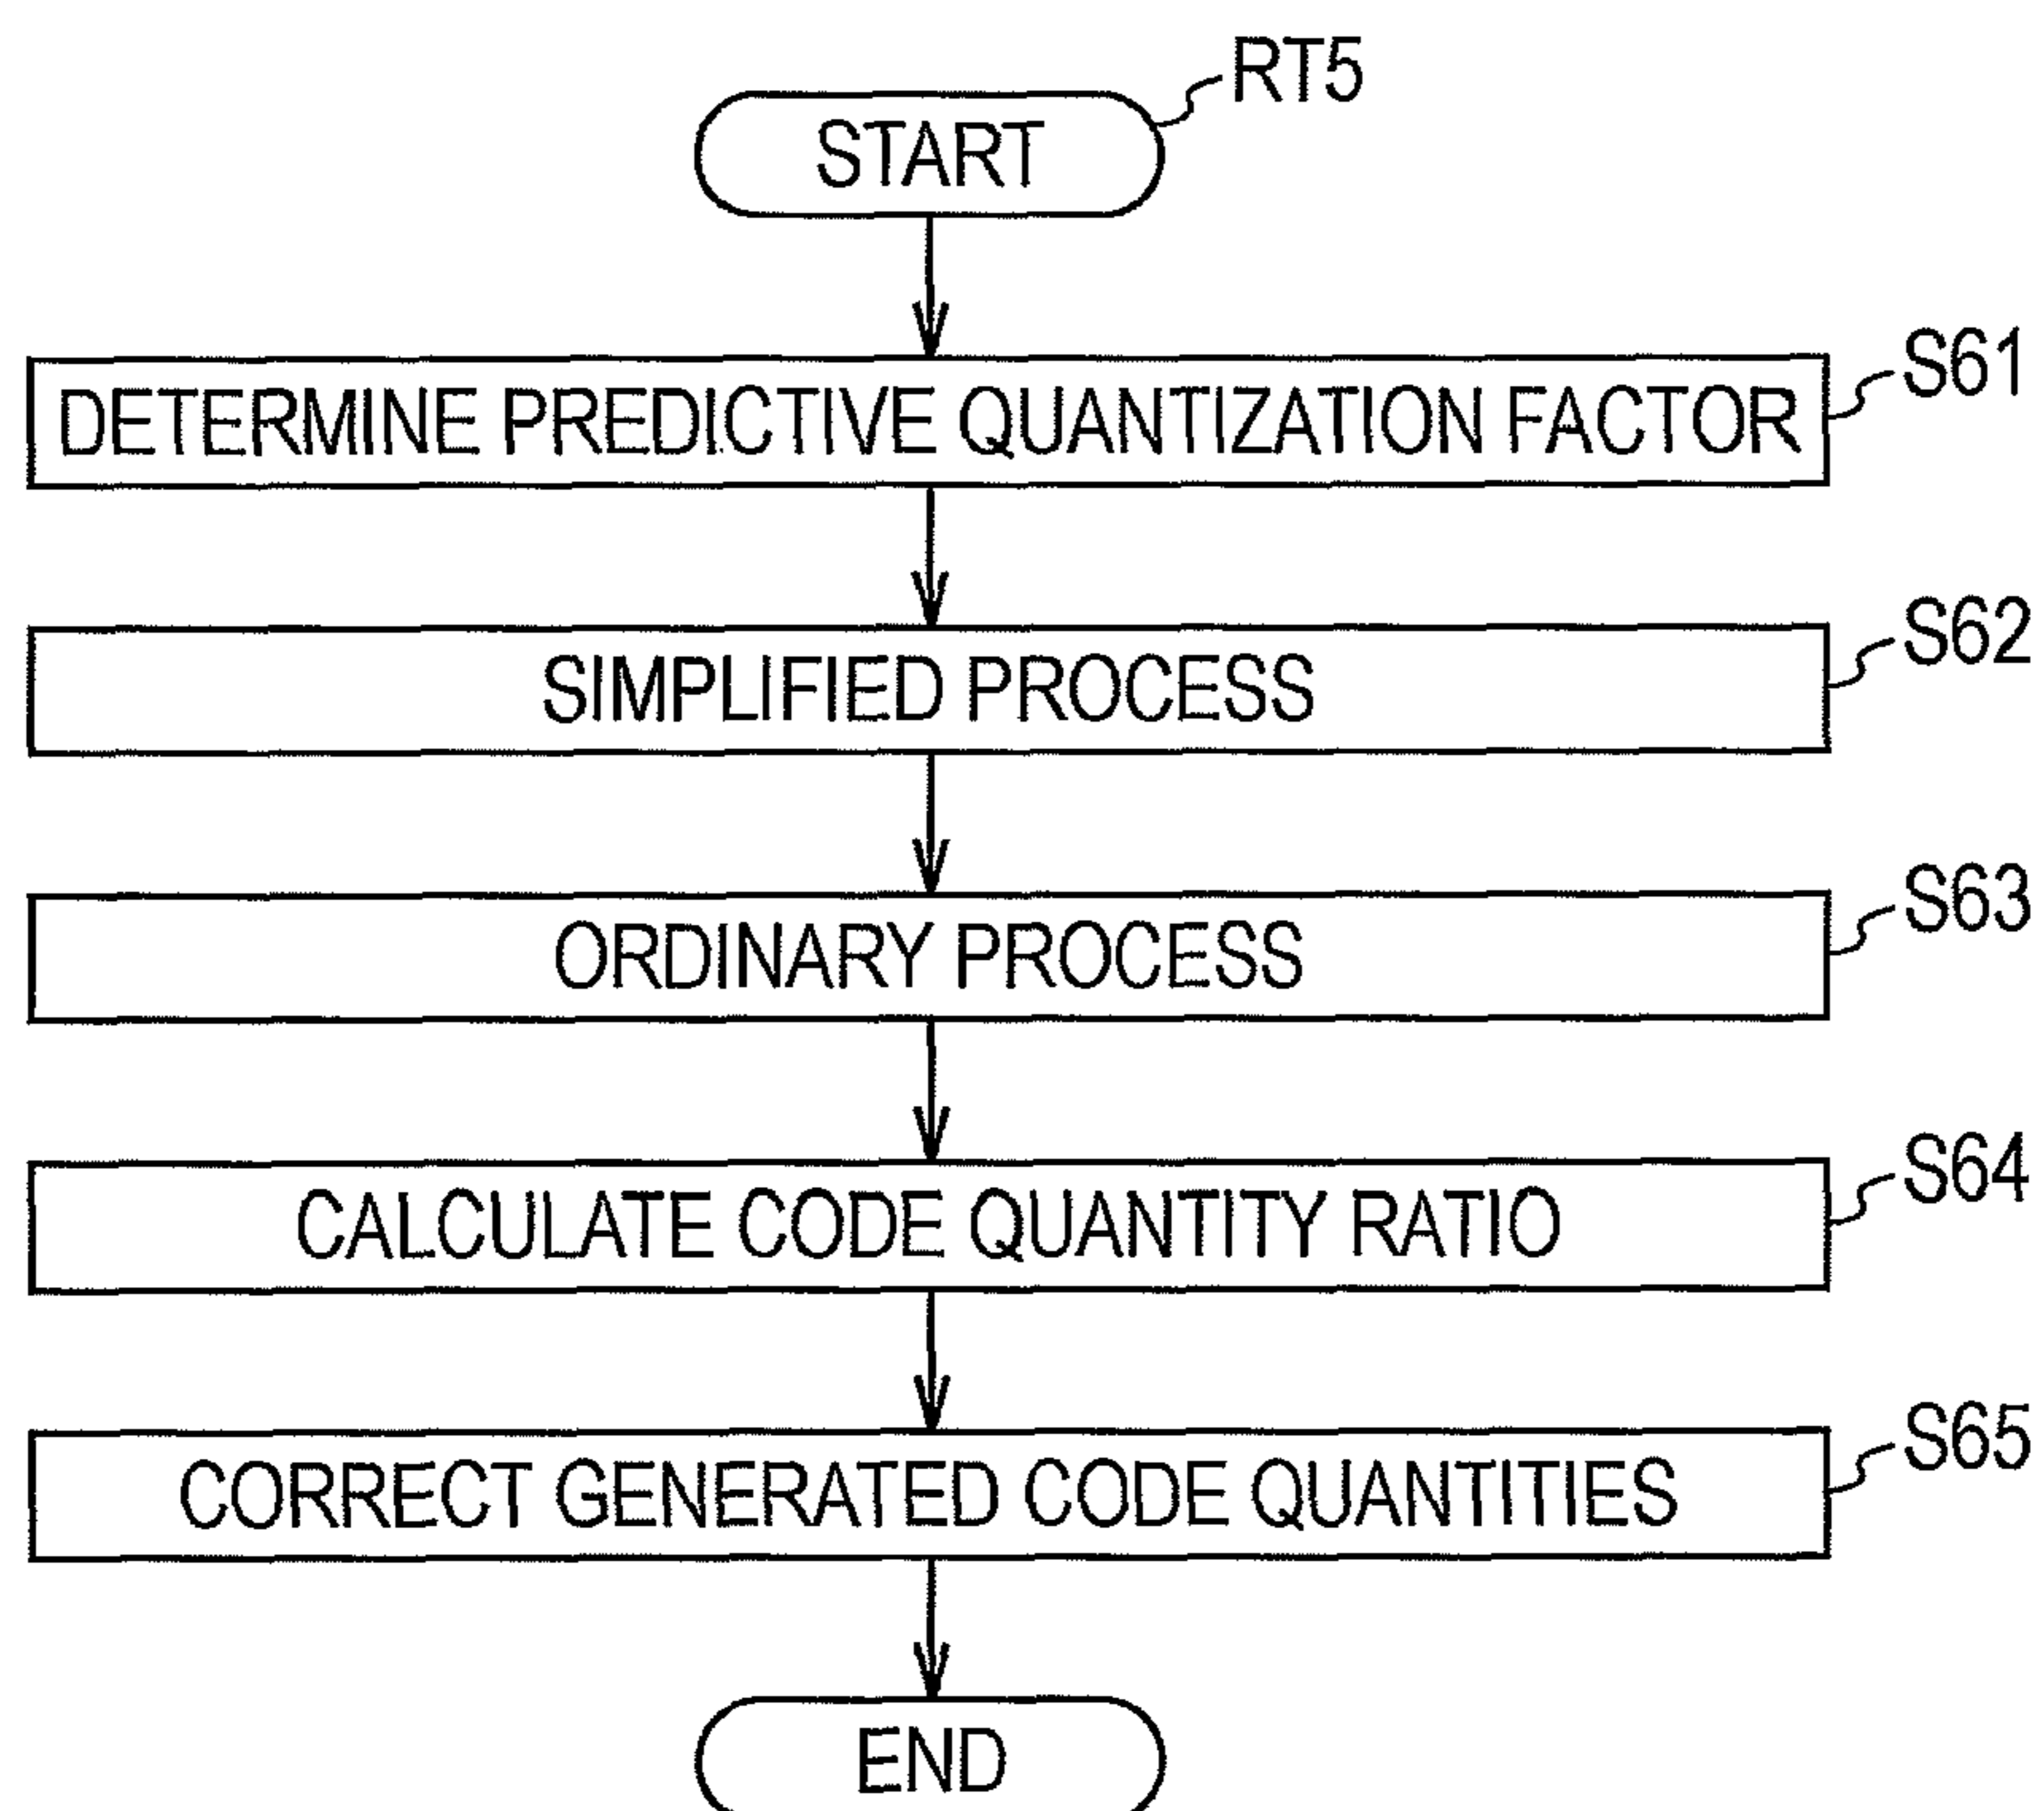 RT5
START
S61
DETERMINE PREDICTIVE QUANTIZATION FACTOR
S62
SIMPLIFIED PROCESS
S63
ORDINARY PROCESS
S64
CALCULATE CODE QUANTITY RATIO
S65
CORRECT GENERATED CODE QUANTITIES
END